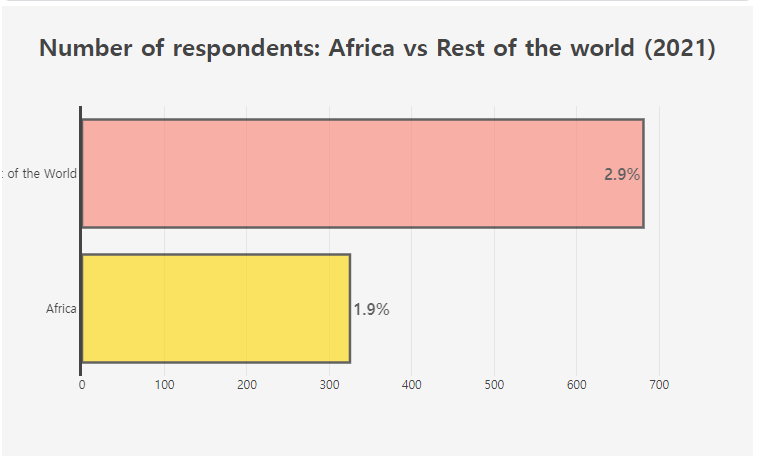 Number of respondents: Africa vs Rest of the world (2021)
of the World
2.9%
Africa
1.9%
0 100 200 300 400 500 600 700